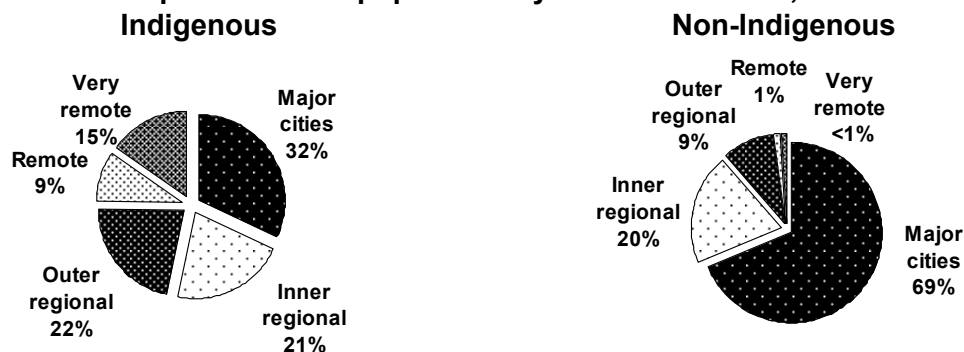 Indigenous
Non-Indigenous
Very
remote
15%
Major
cities
32%
Remote
9%
Outer
regional
22%
Inner
regional
21%
Remote
1%
Very
remote
<1%
Outer
regional
9%
Inner
regional
20%
Major
cities
69%